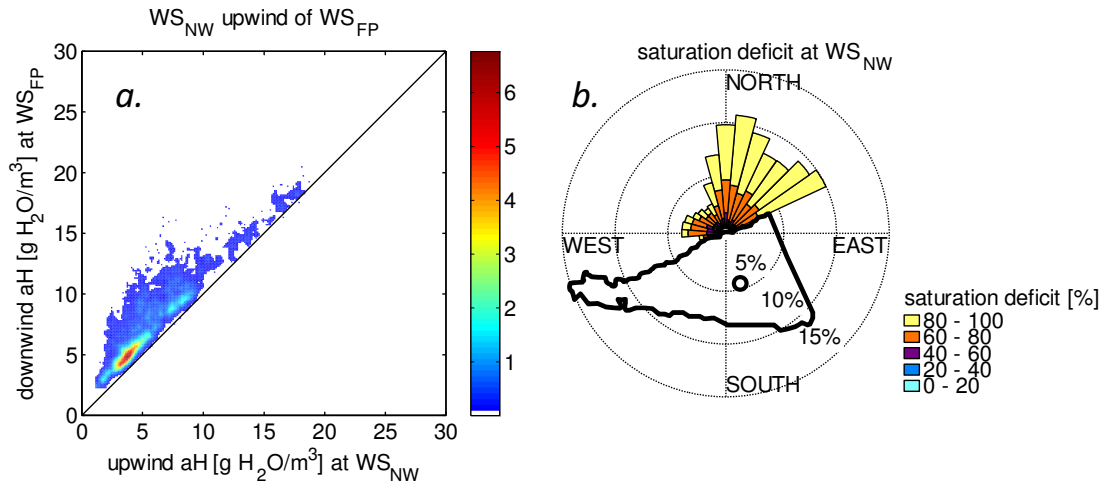 WS_NW upwind of WS_FP
a.
30
25
20
15
10
5
0
0 5 10 15 20 25 30
downwind aH [g H_2O/m^3] at WS_FP
upwind aH [g H_2O/m^3] at WS_NW
6
5
4
3
2
1
saturation deficit at WS_NW
b.
NORTH
WEST
EAST
5%
10%
15%
SOUTH
saturation deficit [%]
80 - 100
60 - 80
40 - 60
20 - 40
0 - 20